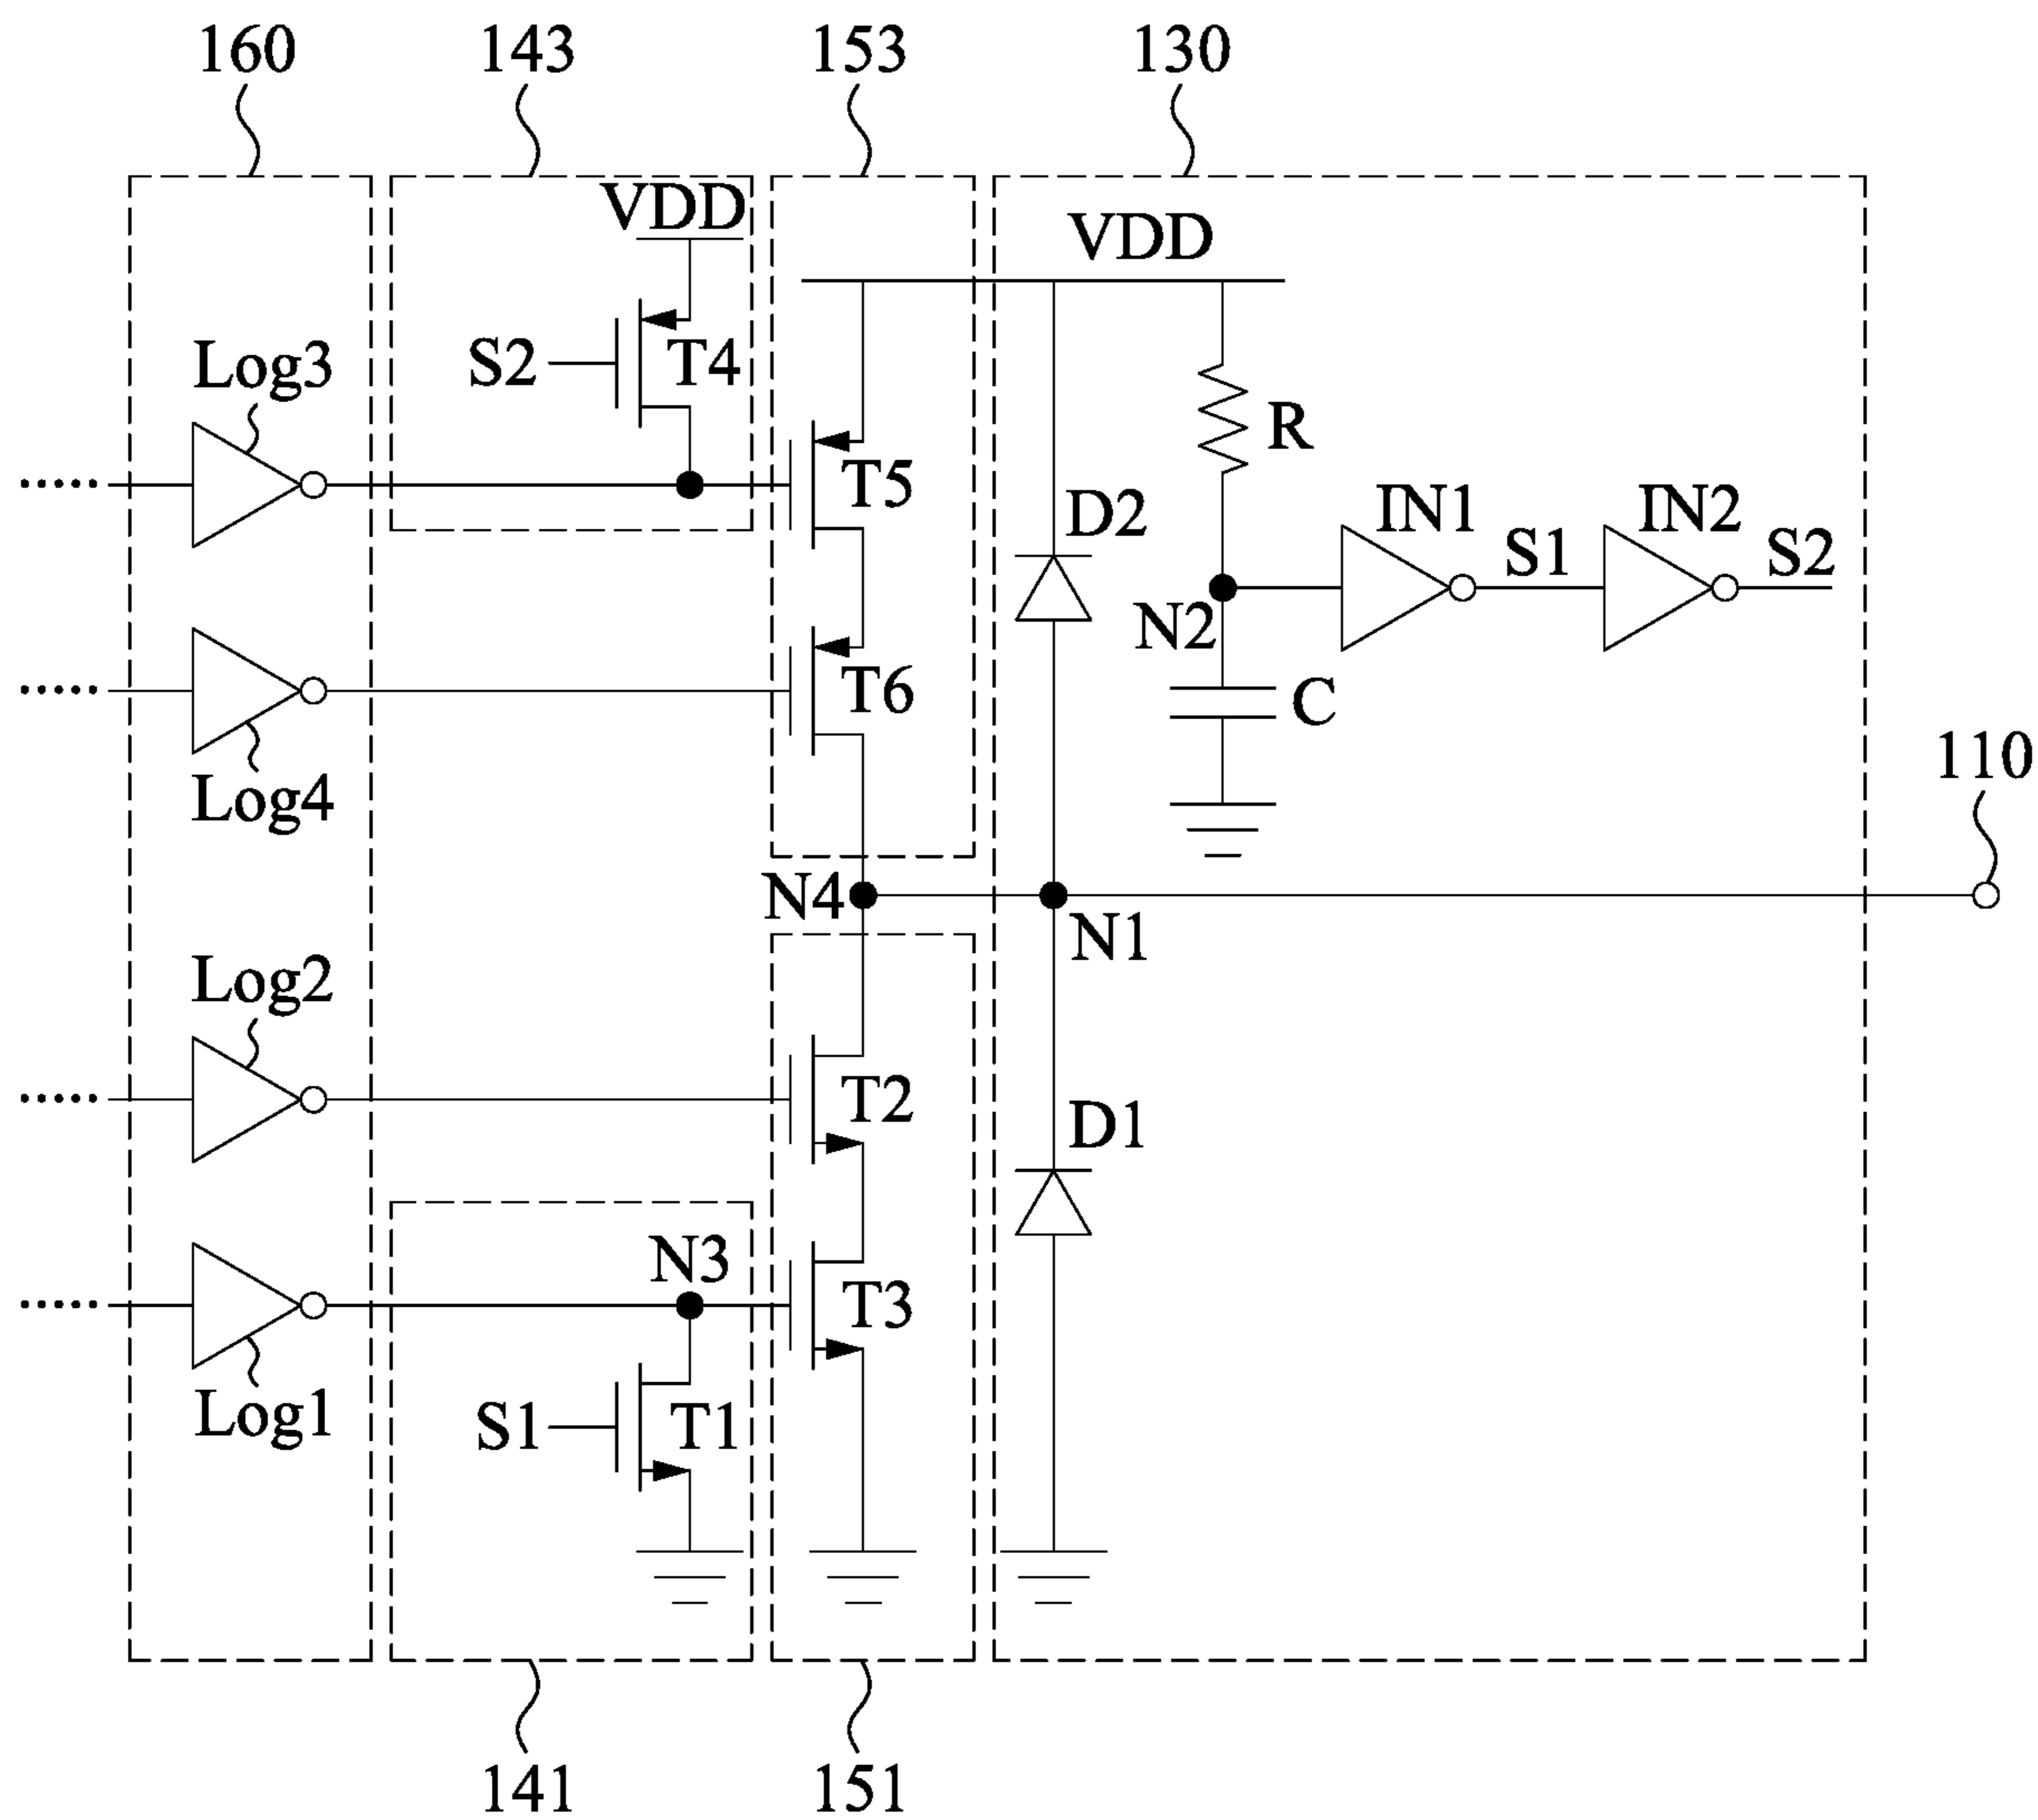 160
143
153
130
VDD
VDD
Log3
S2
T4
R
T5
D2
IN1
S1
IN2
S2
N2
T6
C
Log4
110
N4
N1
Log2
T2
D1
N3
T3
Log1
S1
T1
141
151